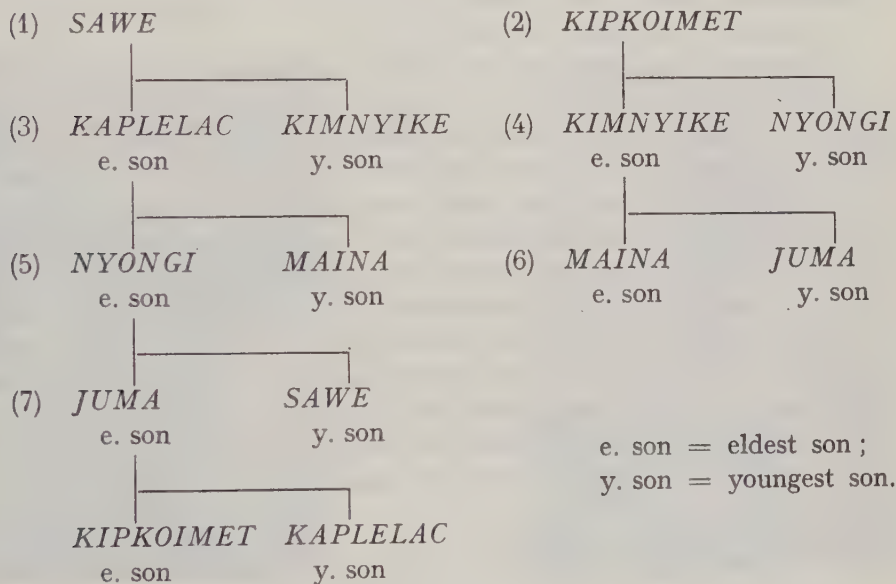 (1) SAWE (2) KIPKOIMET
(3) KAPLELAC KIMNYIKE (4) KIMNYIKE NYONGI
e. son y. son e. son y. son
(5) NYONGI MAINA (6) MAINA JUMA
e. son y. son e. son y. son
(7) JUMA SAWE
e. son y. son
e. son = eldest son ;
y. son = youngest son.
KIPKOIMET KAPLELAC
e. son y. son